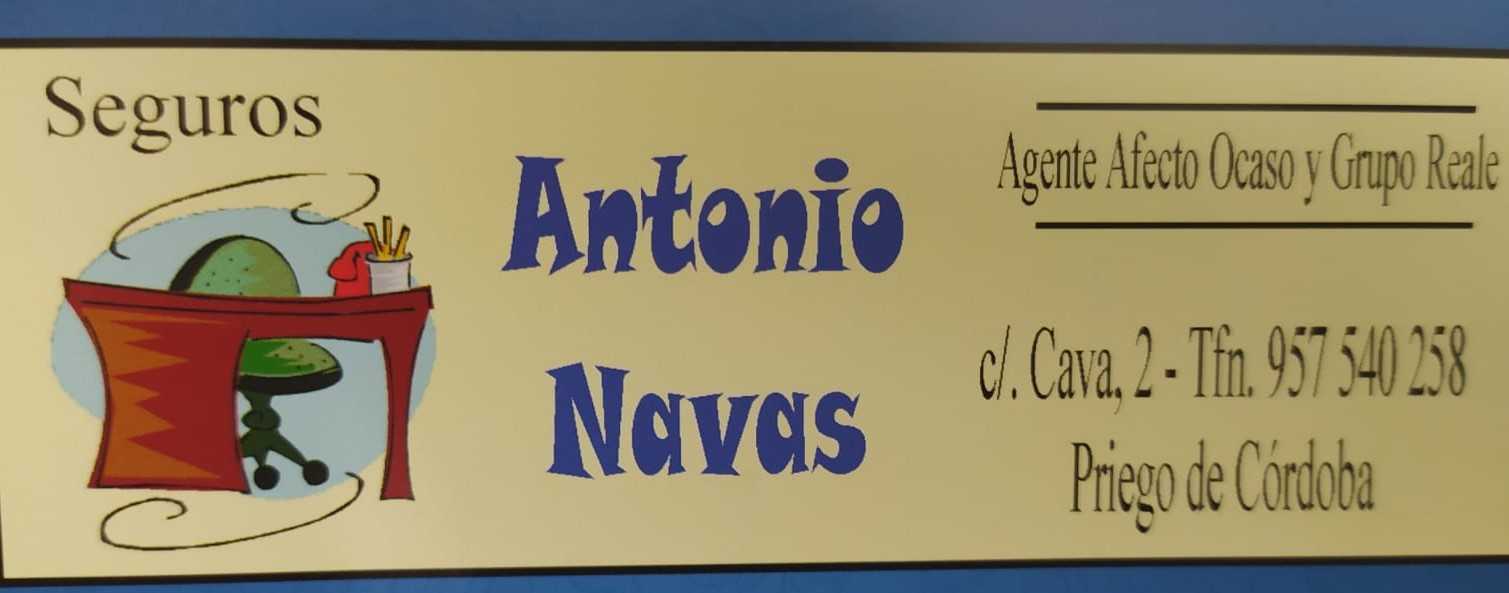 Seguros
Antonio
Navas
Agente Afecto Ocaso y Grupo Reale
c/. Cava, 2 - Tfn. 957 540 258
Priego de Córdoba